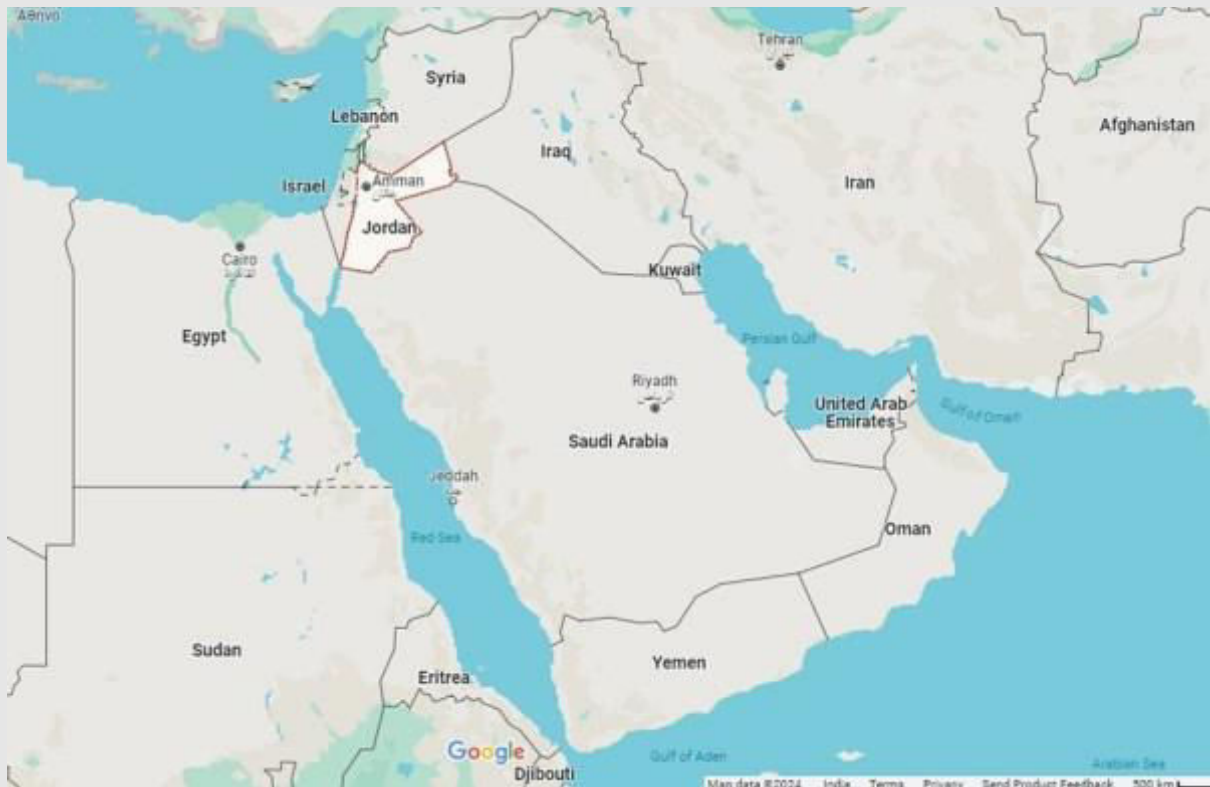 Tehran
Syria
Lebanon
Afghanistan
Iraq
Iran
Israel
Amman
Jordan
Cairo
Kuwait
Egypt
Persian Gulf
Riyadh
United Arab
Emirates
Gulf of Oman
Saudi Arabia
Jeddah
جدة
Oman
Red Sea
Sudan
Yemen
Eritrea
Google
Gulf of Aden
Arabian Sea
Djibouti
Map data ©2024 India Terms Privacy Send Product Feedback 500 km